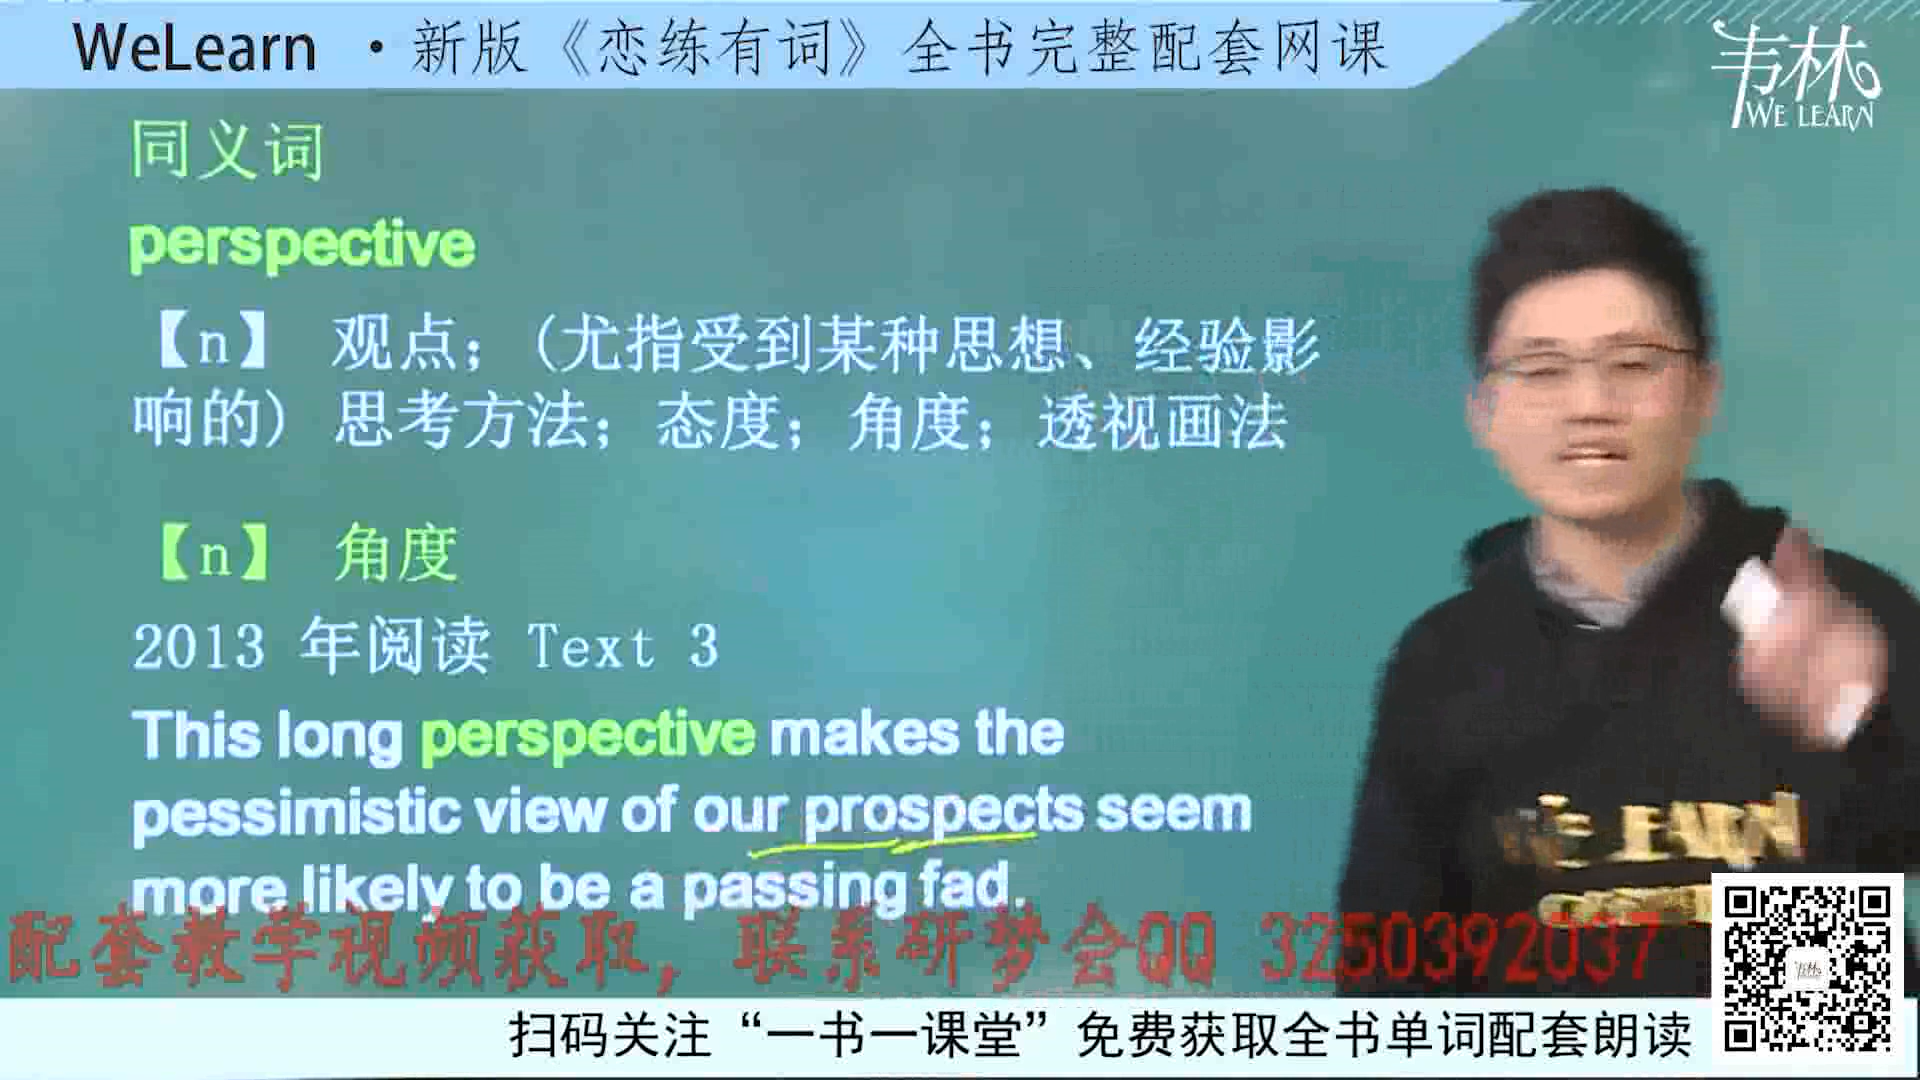 WeLearn ·新版《恋练有词》全书完整配套网课
韦林
WE LEARN
同义词
perspective
【n】 观点；(尤指受到某种思想、经验影
响的) 思考方法；态度；角度；透视画法
【n】 角度
2013 年阅读 Text 3
This long perspective makes the
pessimistic view of our prospects seem
more likely to be a passing fad.
WE LEARN
配套教学视频获取，联系研梦会QQ 3250392037
扫码关注“一书一课堂”免费获取全书单词配套朗读